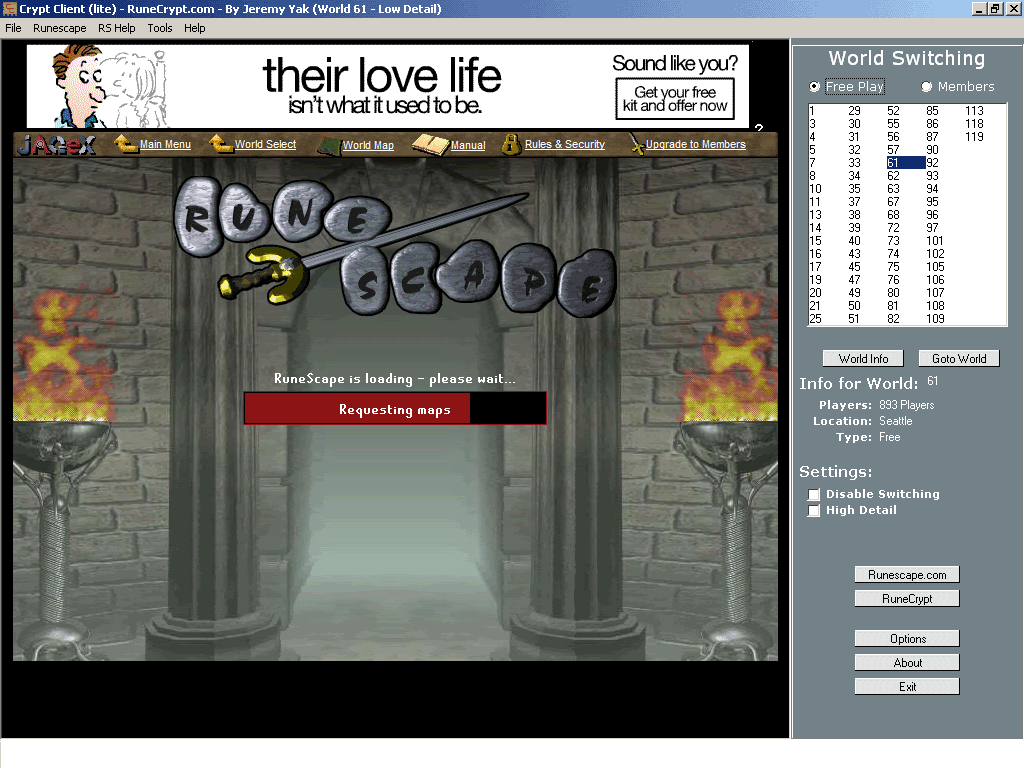 Crypt Client (lite) - RuneCrypt.com - By Jeremy Yak (World 61 - Low Detail)
File Runescape RS Help Tools Help
their love life
isn't what it used to be.
Sound like you?
Get your free
kit and offer now
?
JAGeX Main Menu World Select World Map Manual Rules & Security Upgrade to Members
RUNE
SCAPE
RuneScape is loading - please wait...
Requesting maps
World Switching
Free Play Members
1 29 52 85 113
3 30 55 86 118
4 31 56 87 119
5 32 57 90
7 33 61 92
8 34 62 93
10 35 63 94
11 37 67 95
13 38 68 96
14 39 72 97
15 40 73 101
16 43 74 102
17 45 75 105
19 47 76 106
20 49 80 107
21 50 81 108
25 51 82 109
World Info Goto World
Info for World: 61
Players: 893 Players
Location: Seattle
Type: Free
Settings:
Disable Switching
High Detail
Runescape.com
RuneCrypt
Options
About
Exit